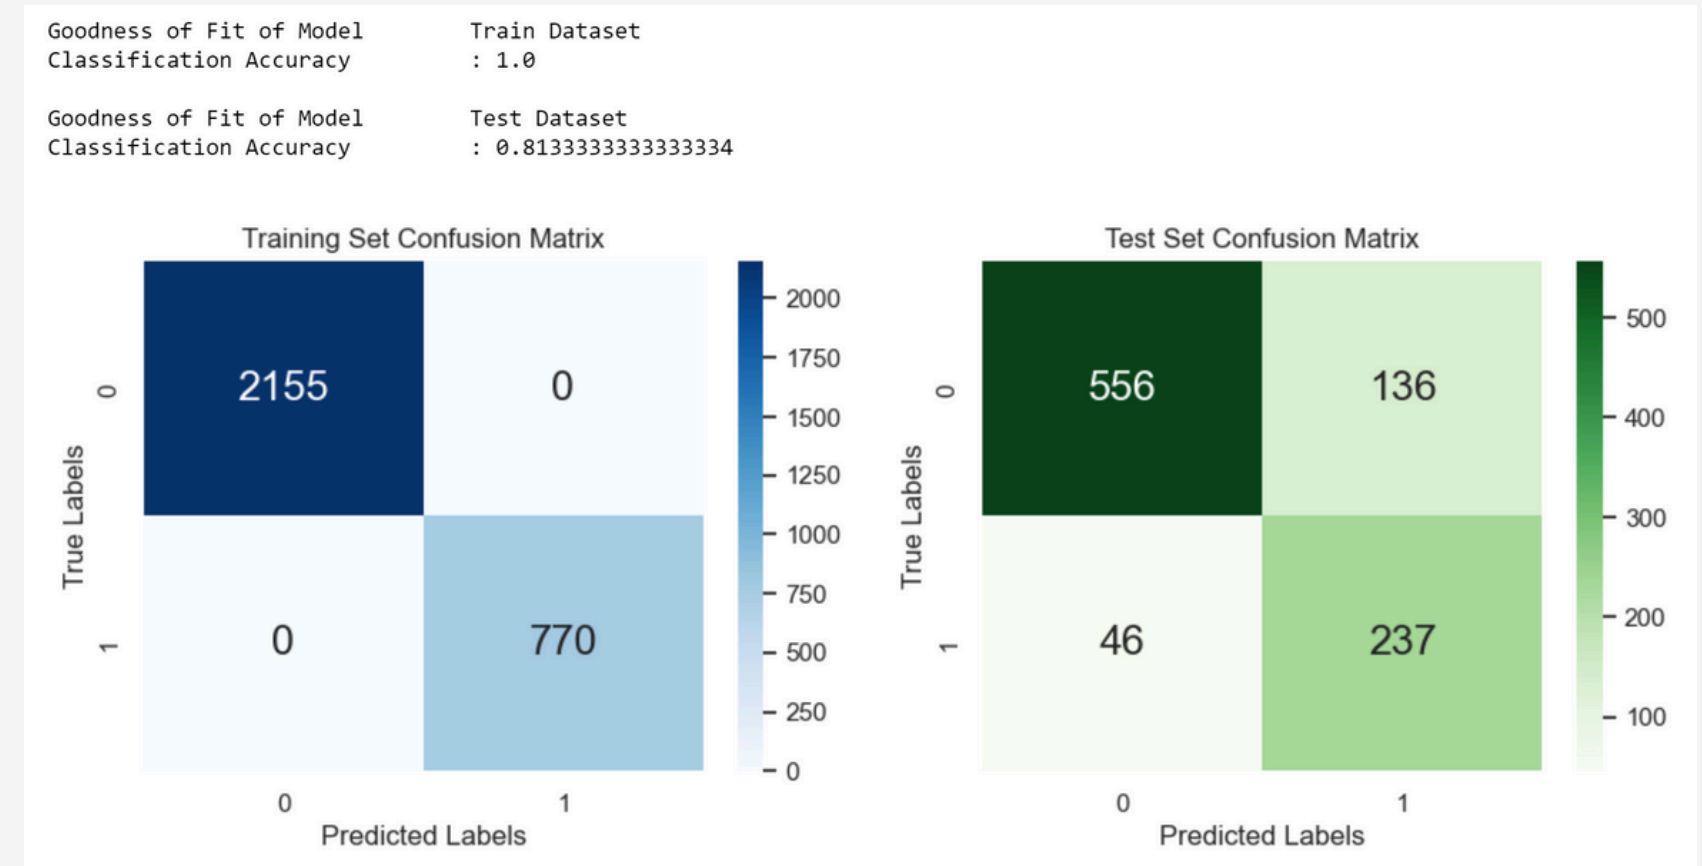 Goodness of Fit of Model Train Dataset
Classification Accuracy : 1.0
Goodness of Fit of Model Test Dataset
Classification Accuracy : 0.8133333333333334
Training Set Confusion Matrix
2155 0
0 770
0
1
True Labels
0 1
Predicted Labels
2000
1750
1500
1250
1000
750
500
250
0
Test Set Confusion Matrix
556 136
46 237
0
1
True Labels
0 1
Predicted Labels
500
400
300
200
100